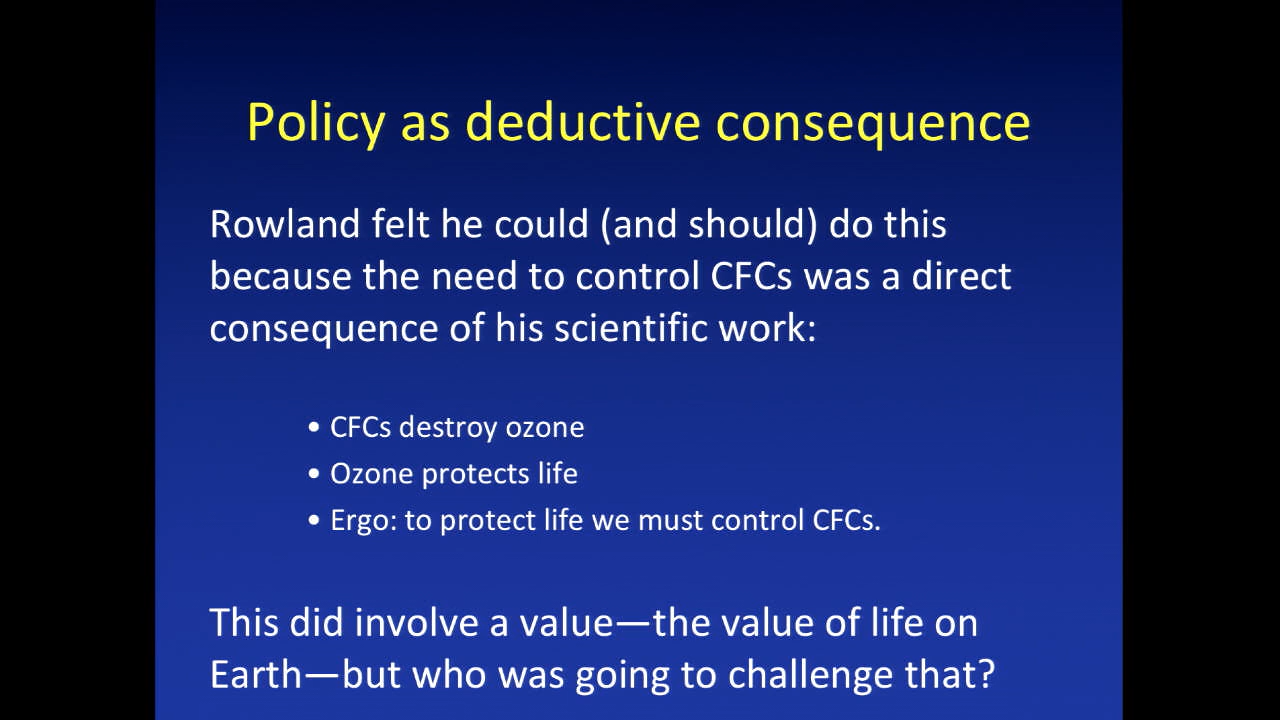 Policy as deductive consequence
Rowland felt he could (and should) do this
because the need to control CFCs was a direct
consequence of his scientific work:
• CFCs destroy ozone
• Ozone protects life
• Ergo: to protect life we must control CFCs.
This did involve a value—the value of life on
Earth—but who was going to challenge that?